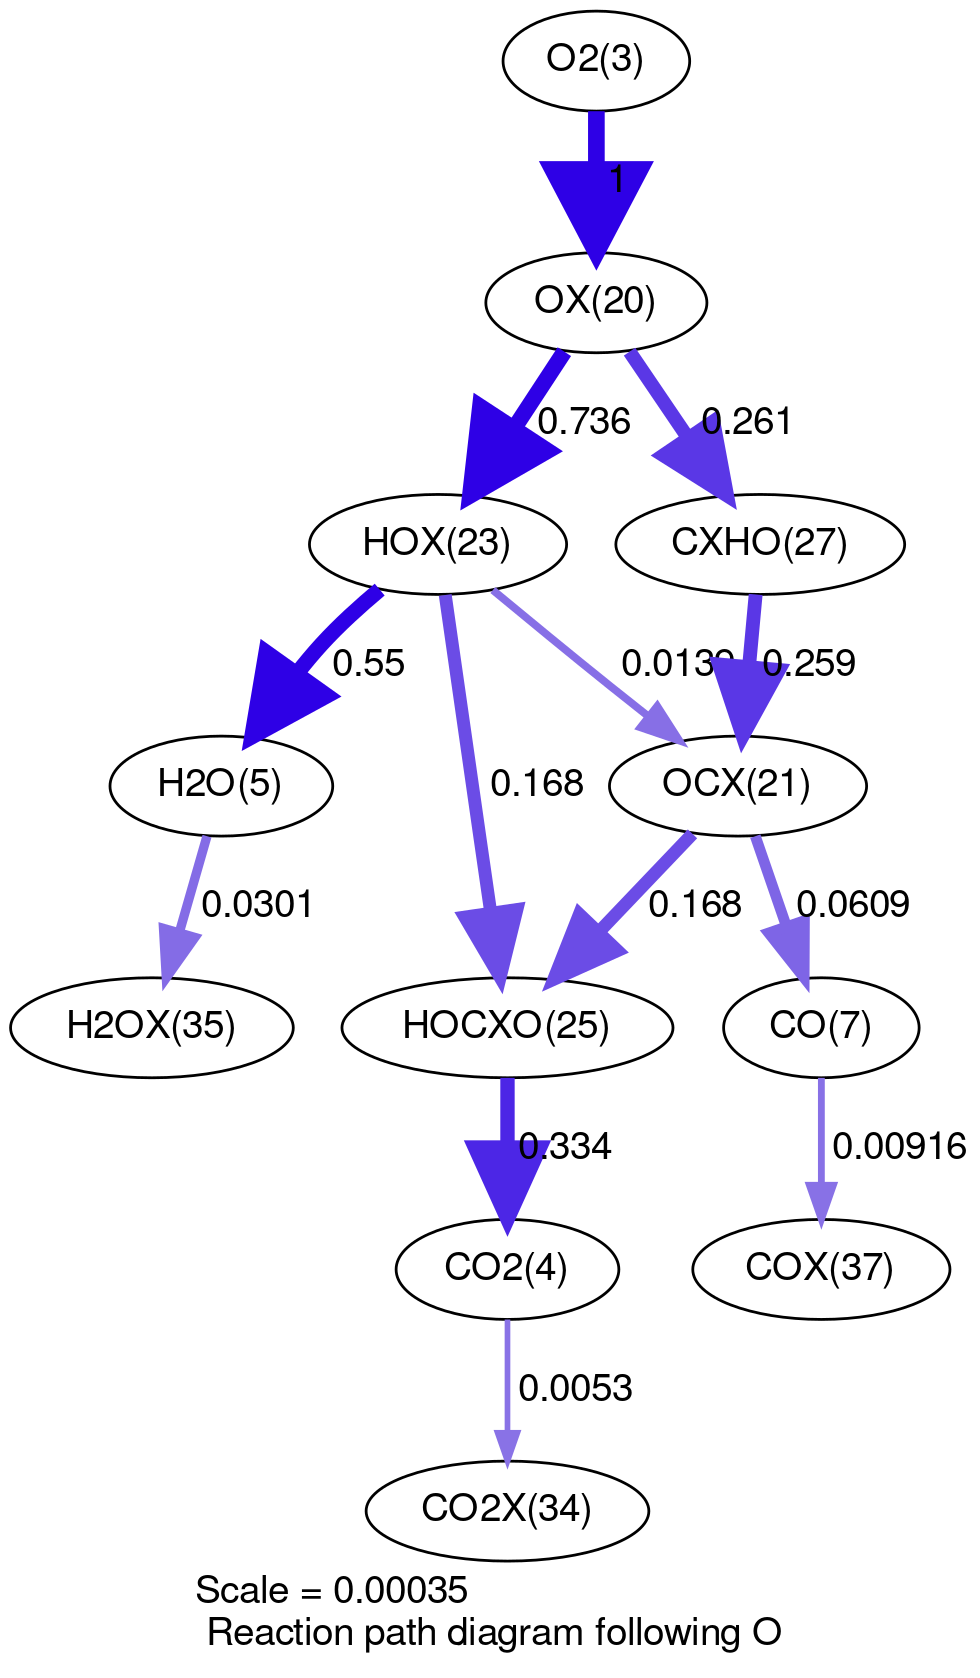 O2(3)
1
OX(20)
0.736
0.261
HOX(23)
CXHO(27)
0.55
0.259
H2O(5)
0.168
OCX(21)
0.0301
0.168
0.0609
H2OX(35)
HOCXO(25)
CO(7)
0.334
0.00916
CO2(4)
COX(37)
0.0053
CO2X(34)
Scale = 0.00035
Reaction path diagram following O